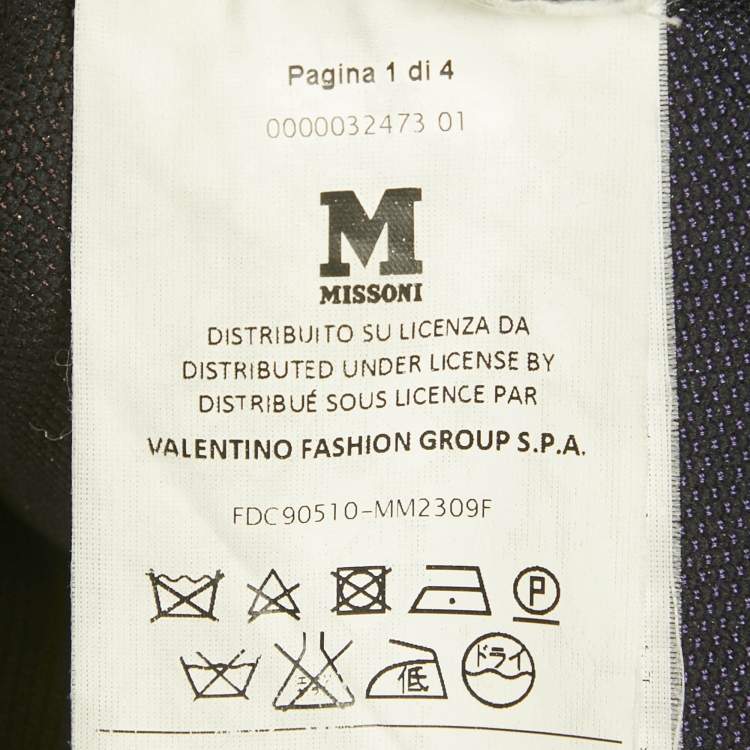 Pagina 1 di 4
0000032473 01
M
MISSONI
DISTRIBUITO SU LICENZA DA
DISTRIBUTED UNDER LICENSE BY
DISTRIBUÉ SOUS LICENCE PAR
VALENTINO FASHION GROUP S.P.A.
FDC90510-MM2309F
P
低 ドライ